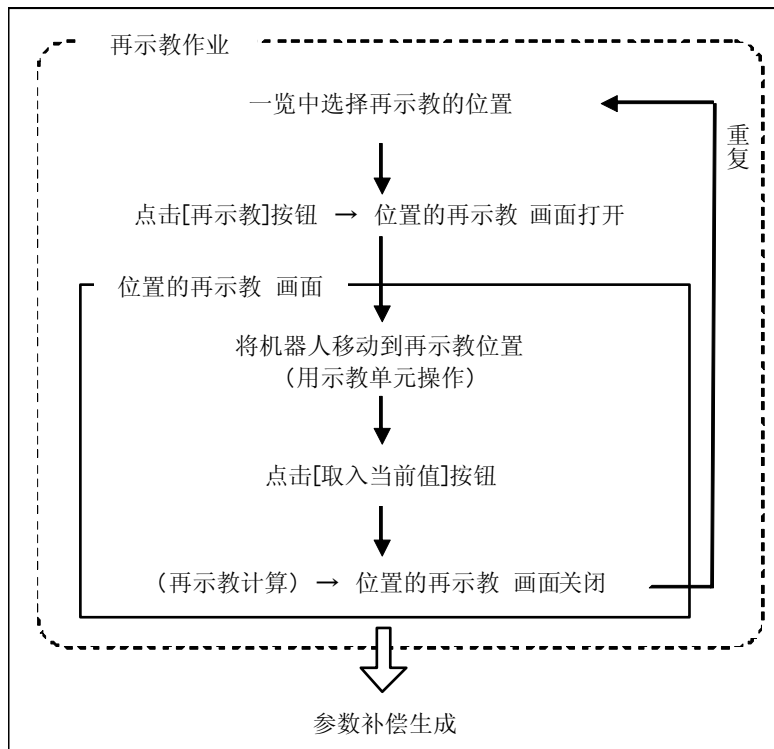 再示教作业
一览中选择再示教的位置
重复
点击[再示教]按钮 → 位置的再示教 画面打开
位置的再示教 画面
将机器人移动到再示教位置
(用示教单元操作)
点击[取入当前值]按钮
(再示教计算) → 位置的再示教 画面关闭
参数补偿生成